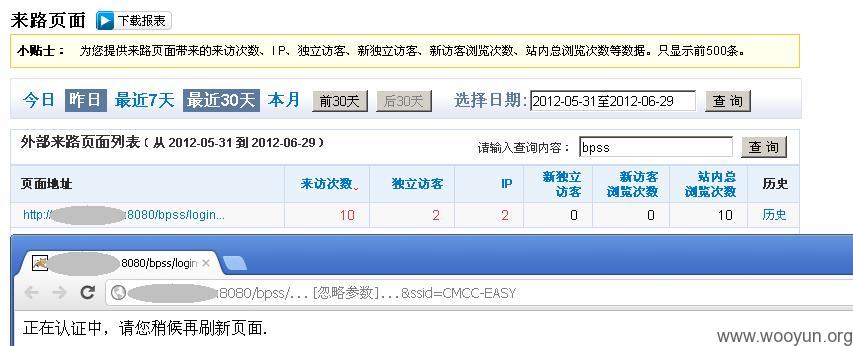 来路页面 下载报表
小贴士： 为您提供来路页面带来的来访次数、IP、独立访客、新独立访客、新访客浏览次数、站内总浏览次数等数据。只显示前500条。
今日 昨日 最近7天 最近30天 本月 前30天 后30天 选择日期: 2012-05-31至2012-06-29 查 询
外部来路页面列表（从 2012-05-31 到 2012-06-29） 请输入查询内容： bpss 查 询
页面地址 来访次数 独立访客 IP 新独立访客 新访客浏览次数 站内总浏览次数 历史
http:/ :8080/bpss/login... 10 2 2 0 0 10 历史
8080/bpss/login
:8080/bpss/... [忽略参数]...&ssid=CMCC-EASY
正在认证中，请您稍候再刷新页面.
www.wooyun.org